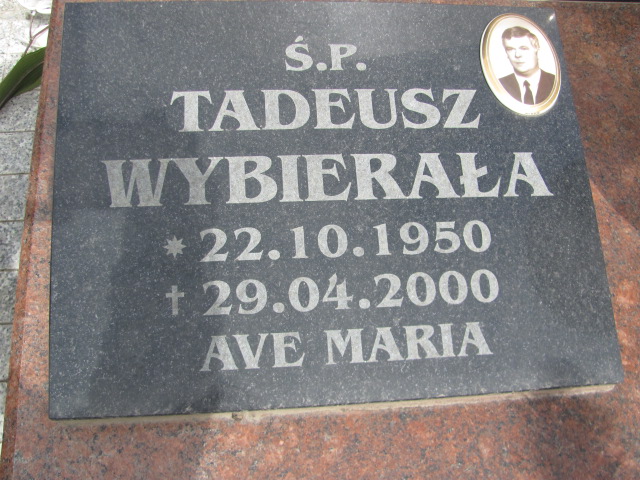 Ś.P.
TADEUSZ
WYBIERAŁA
* 22.10.1950
† 29.04.2000
AVE MARIA